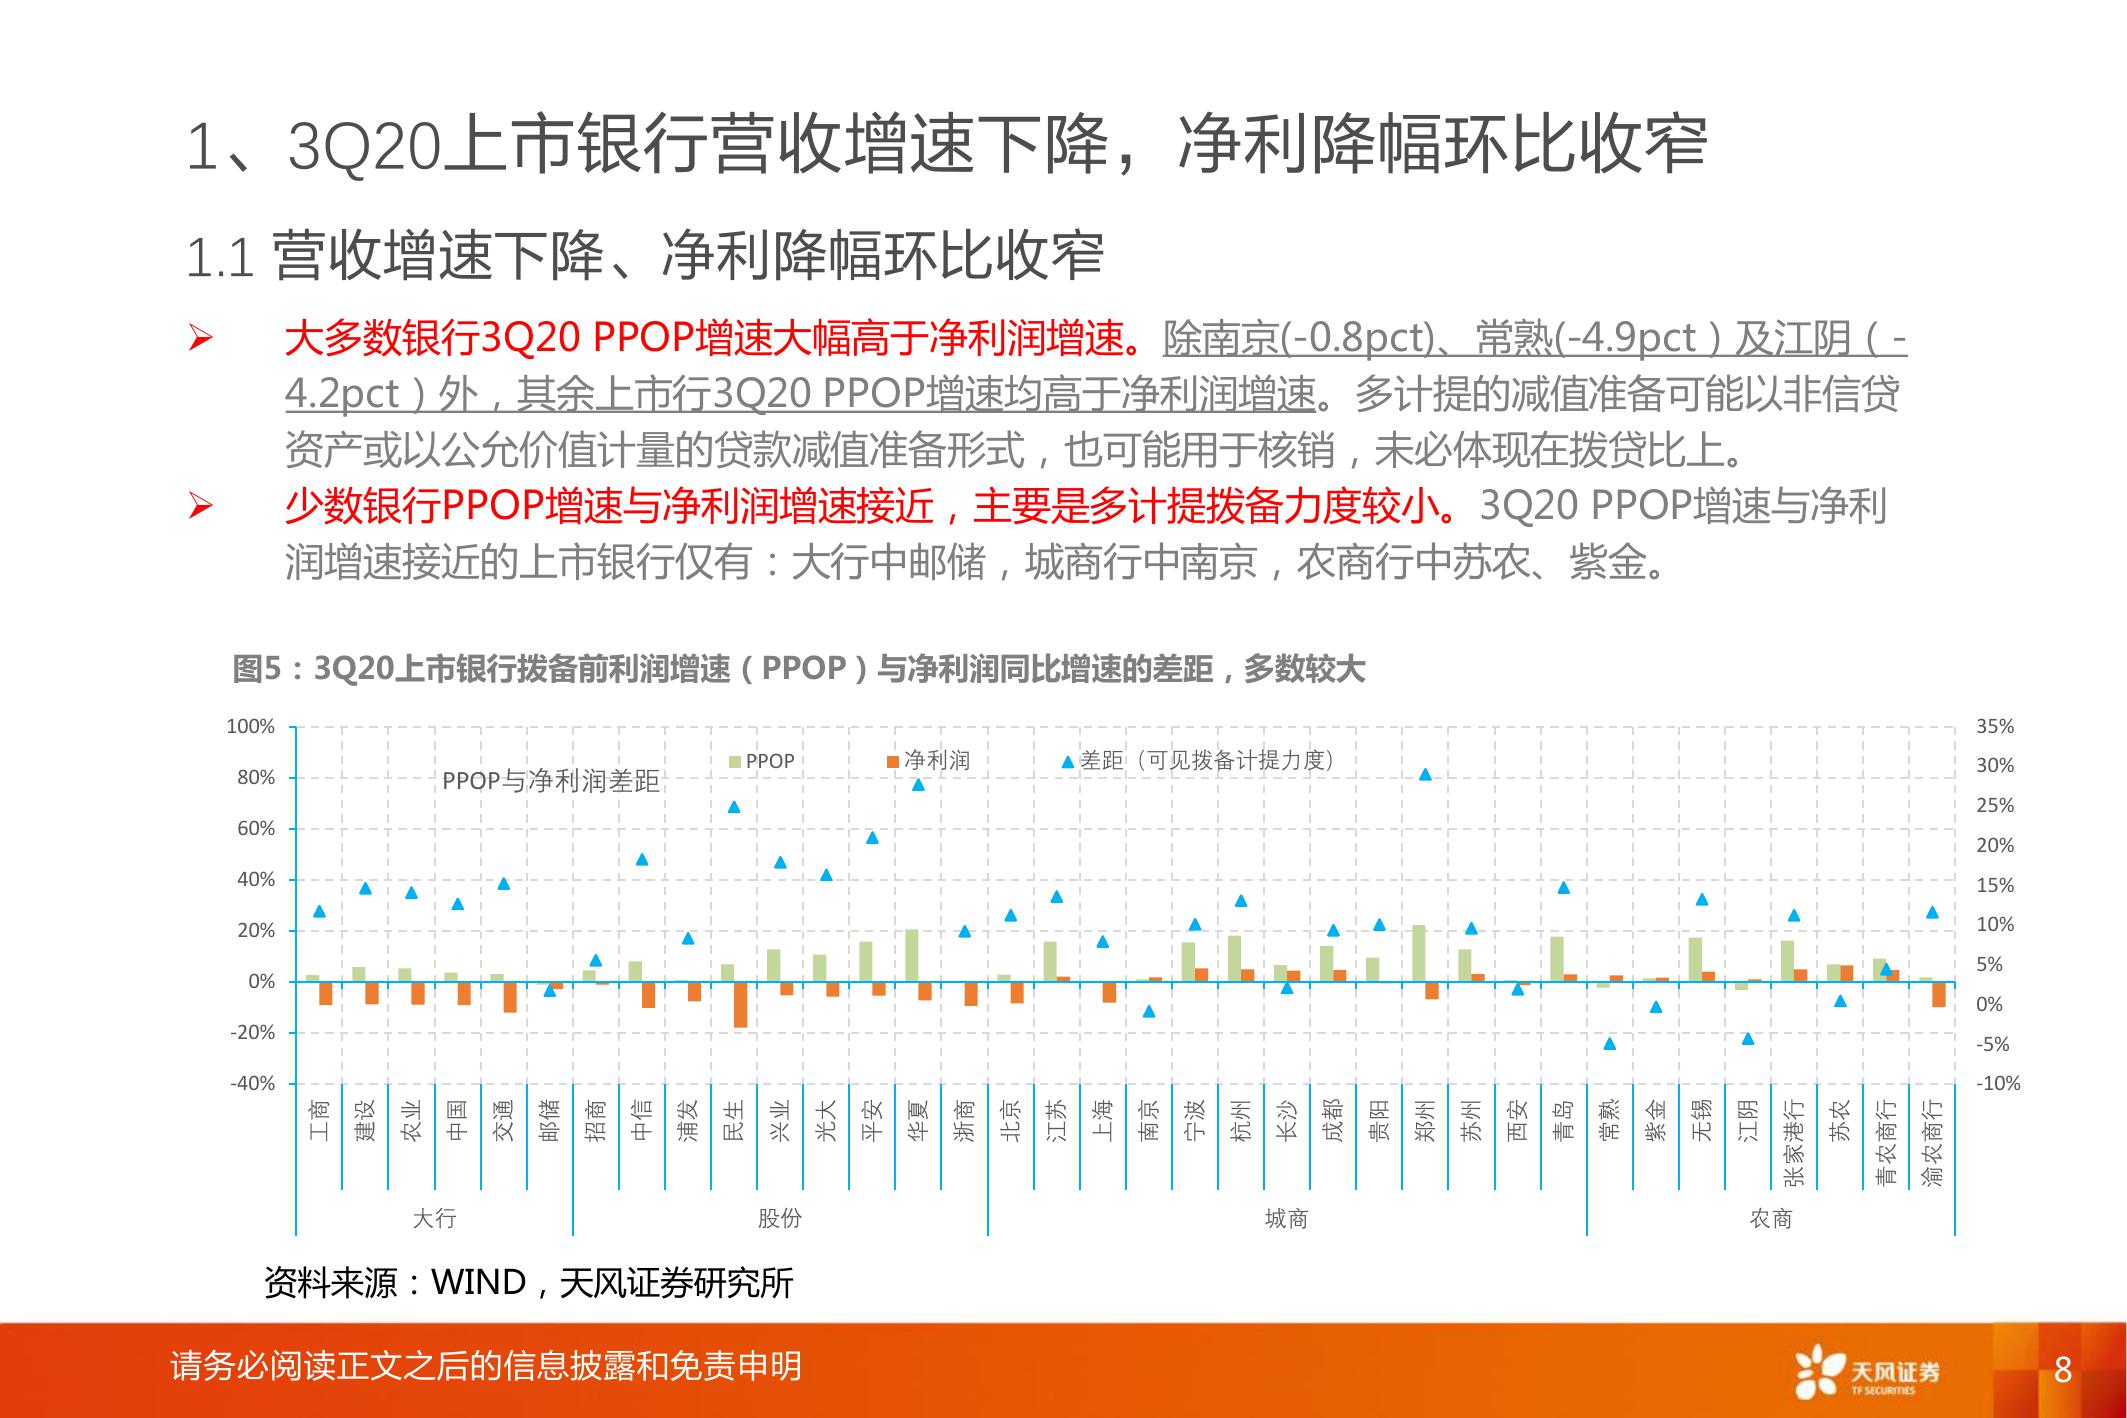 1、3Q20上市银行营收增速下降，净利降幅环比收窄
1.1 营收增速下降、净利降幅环比收窄
大多数银行3Q20 PPOP增速大幅高于净利润增速。除南京(-0.8pct)、常熟(-4.9pct）及江阴（-
4.2pct）外，其余上市行3Q20 PPOP增速均高于净利润增速。多计提的减值准备可能以非信贷
资产或以公允价值计量的贷款减值准备形式，也可能用于核销，未必体现在拨贷比上。
少数银行PPOP增速与净利润增速接近，主要是多计提拨备力度较小。3Q20 PPOP增速与净利
润增速接近的上市银行仅有：大行中邮储，城商行中南京，农商行中苏农、紫金。
图5：3Q20上市银行拨备前利润增速（PPOP）与净利润同比增速的差距，多数较大
PPOP 净利润 差距（可见拨备计提力度）
PPOP与净利润差距
100%
80%
60%
40%
20%
0%
-20%
-40%
35%
30%
25%
20%
15%
10%
5%
0%
-5%
-10%
工商
建设
农业
中国
交通
邮储
招商
中信
浦发
民生
兴业
光大
平安
华夏
浙商
北京
江苏
上海
南京
宁波
杭州
长沙
成都
贵阳
郑州
苏州
西安
青岛
常熟
紫金
无锡
江阴
张家港行
苏农
青农商行
渝农商行
大行 股份 城商 农商
资料来源：WIND，天风证券研究所
请务必阅读正文之后的信息披露和免责申明
天风证券
TF SECURITIES
8